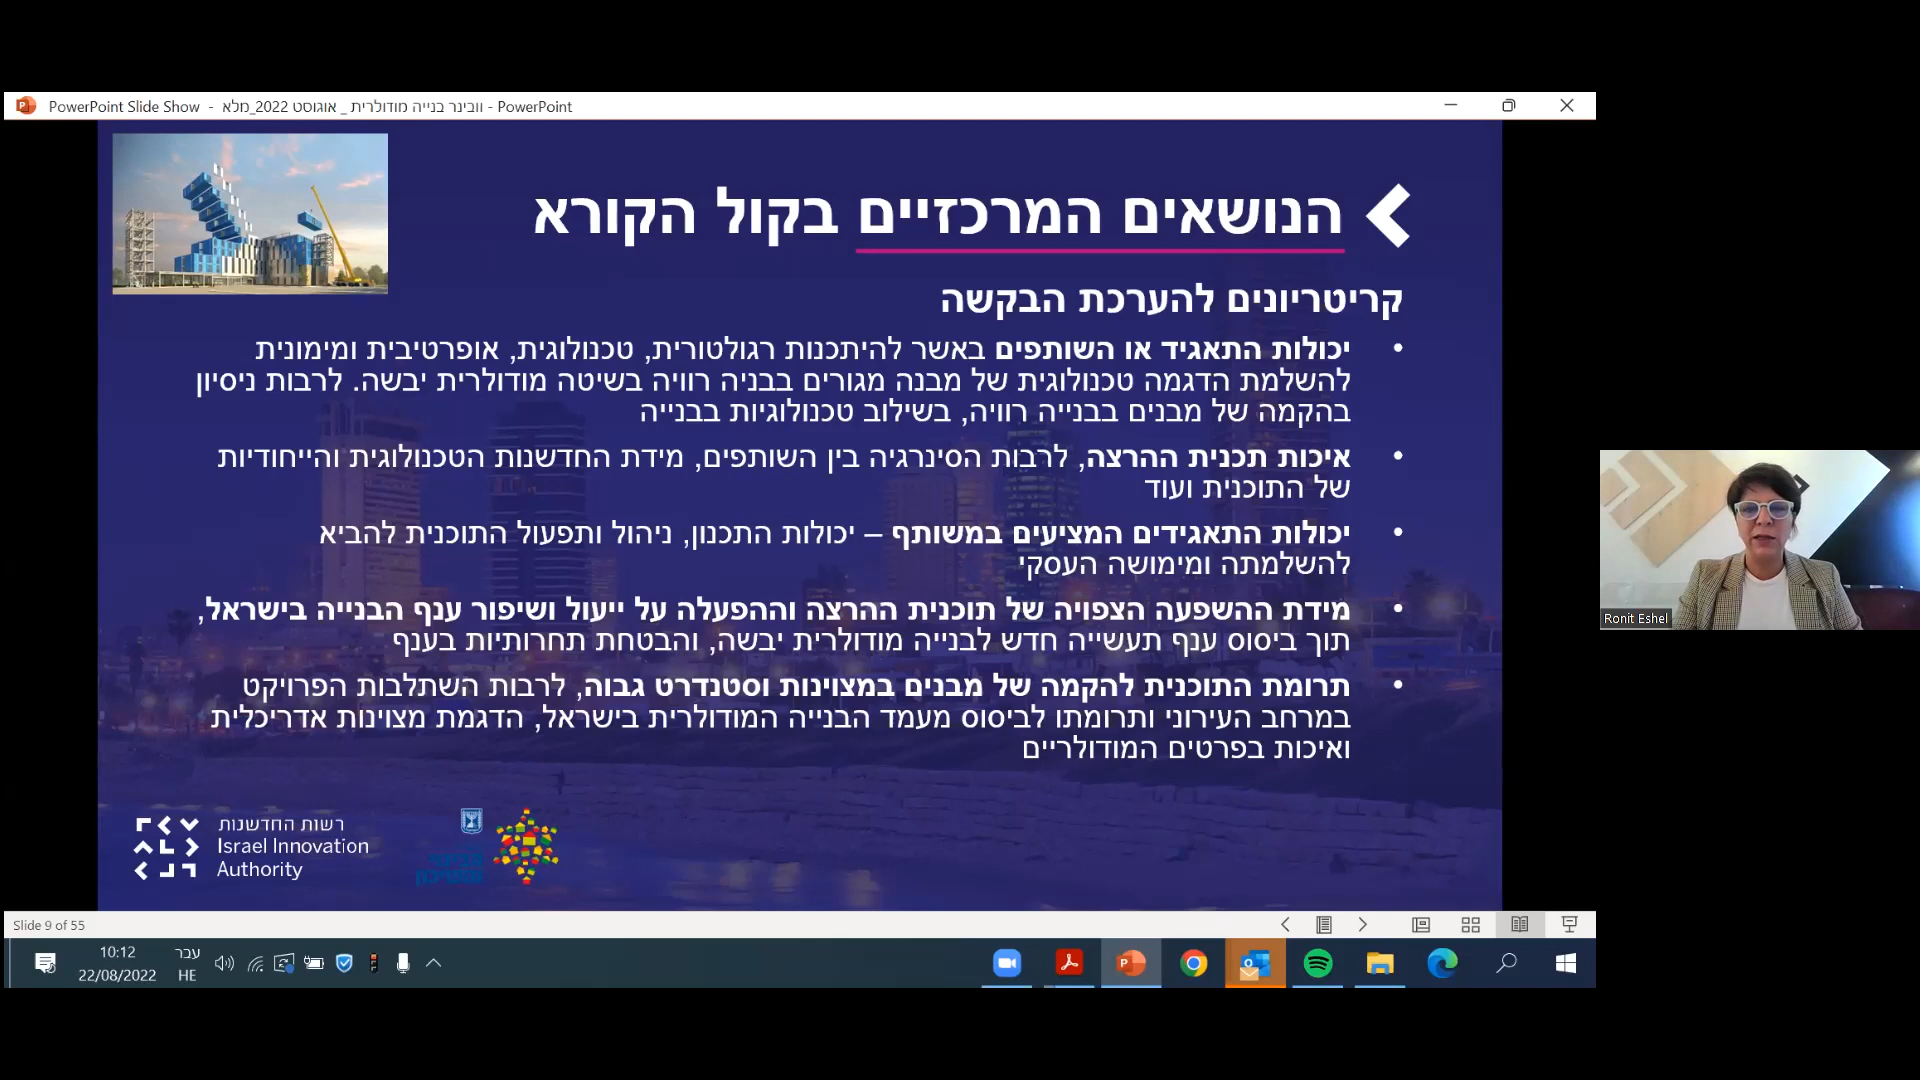 PowerPoint Slide Show - וובינר בנייה מודולרית _ אוגוסט 2022_מלא - PowerPoint
הנושאים המרכזיים בקול הקורא
קריטריונים להערכת הבקשה
• יכולות התאגיד או השותפים באשר להיתכנות רגולטורית, טכנולוגית, אופרטיבית ומימונית
להשלמת הדגמה טכנולוגית של מבנה מגורים בבניה רוויה בשיטה מודולרית יבשה. לרבות ניסיון
בהקמה של מבנים בבנייה רוויה, בשילוב טכנולוגיות בבנייה
• איכות תכנית ההרצה, לרבות הסינרגיה בין השותפים, מידת החדשנות הטכנולוגית והייחודיות
של התוכנית ועוד
• יכולות התאגידים המציעים במשותף – יכולות התכנון, ניהול ותפעול התוכנית להביא
להשלמתה ומימושה העסקי
• מידת ההשפעה הצפויה של תוכנית ההרצה וההפעלה על ייעול ושיפור ענף הבנייה בישראל,
תוך ביסוס ענף תעשייה חדש לבנייה מודולרית יבשה, והבטחת תחרותיות בענף
• תרומת התוכנית להקמה של מבנים במצוינות וסטנדרט גבוה, לרבות השתלבות הפרויקט
במרחב העירוני ותרומתו לביסוס מעמד הבנייה המודולרית בישראל, הדגמת מצוינות אדריכלית
ואיכות בפרטים המודולריים
רשות החדשנות
Israel Innovation
Authority
Ronit Eshel
Slide 9 of 55
10:12
22/08/2022
עבר
HE